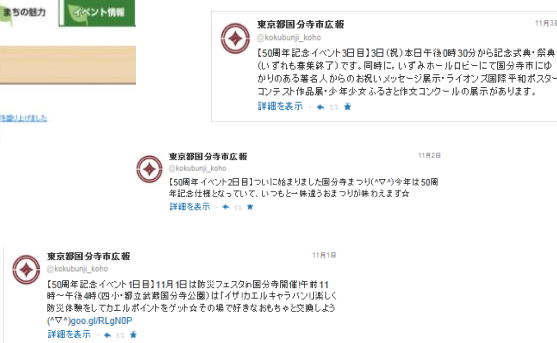 まちの魅力
イベント情報
を盛り上げました
東京都国分寺市広報
11月3日
@kokubunji_koho
【50周年記念イベント3日目】3日(祝)本日午後0時30分から記念式典・祭典
(いずれも募集終了)です。同時に、いずみホールロビーにて国分寺市にゆ
かりのある著名人からのお祝いメッセージ展示・ライオンズ国際平和ポスター
コンテスト作品展・少年少女ふるさと作文コンクールの展示があります。
詳細を表示
東京都国分寺市広報
11月2日
@kokubunji_koho
【50周年イベント2日目】ついに始まりました国分寺まつり(^▽^)今年は50周
年記念仕様となっていて、いつもと一味違うおまつりが味わえます☆
詳細を表示
東京都国分寺市広報
11月1日
@kokubunji_koho
【50周年記念イベント1日目】11月1日は防災フェスタin国分寺開催!午前11
時～午後4時(四小・都立武蔵国分寺公園)は「イザ!カエルキャラバン!」楽しく
防災体験をしてカエルポイントをゲット☆その場で好きなおもちゃと交換しよう
(^▽^)goo.gl/RLgN0P
詳細を表示